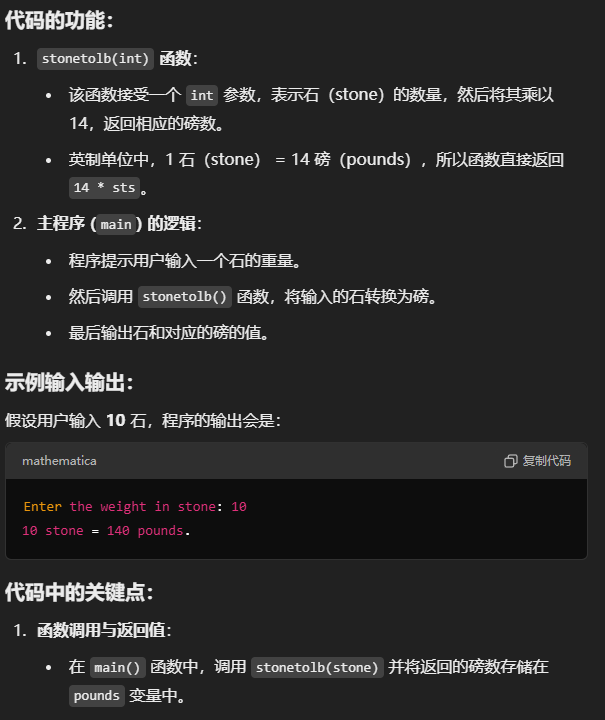 代码的功能：
1. stonetolb(int) 函数：
• 该函数接受一个 int 参数，表示石（stone）的数量，然后将其乘以
14，返回相应的磅数。
• 英制单位中，1 石（stone） = 14 磅（pounds），所以函数直接返回
14 * sts。
2. 主程序 (main) 的逻辑：
• 程序提示用户输入一个石的重量。
• 然后调用 stonetolb() 函数，将输入的石转换为磅。
• 最后输出石和对应的磅的值。
示例输入输出：
假设用户输入 10 石，程序的输出会是：
mathematica 复制代码
Enter the weight in stone: 10
10 stone = 140 pounds.
代码中的关键点：
1. 函数调用与返回值：
• 在 main() 函数中，调用 stonetolb(stone) 并将返回的磅数存储在
pounds 变量中。